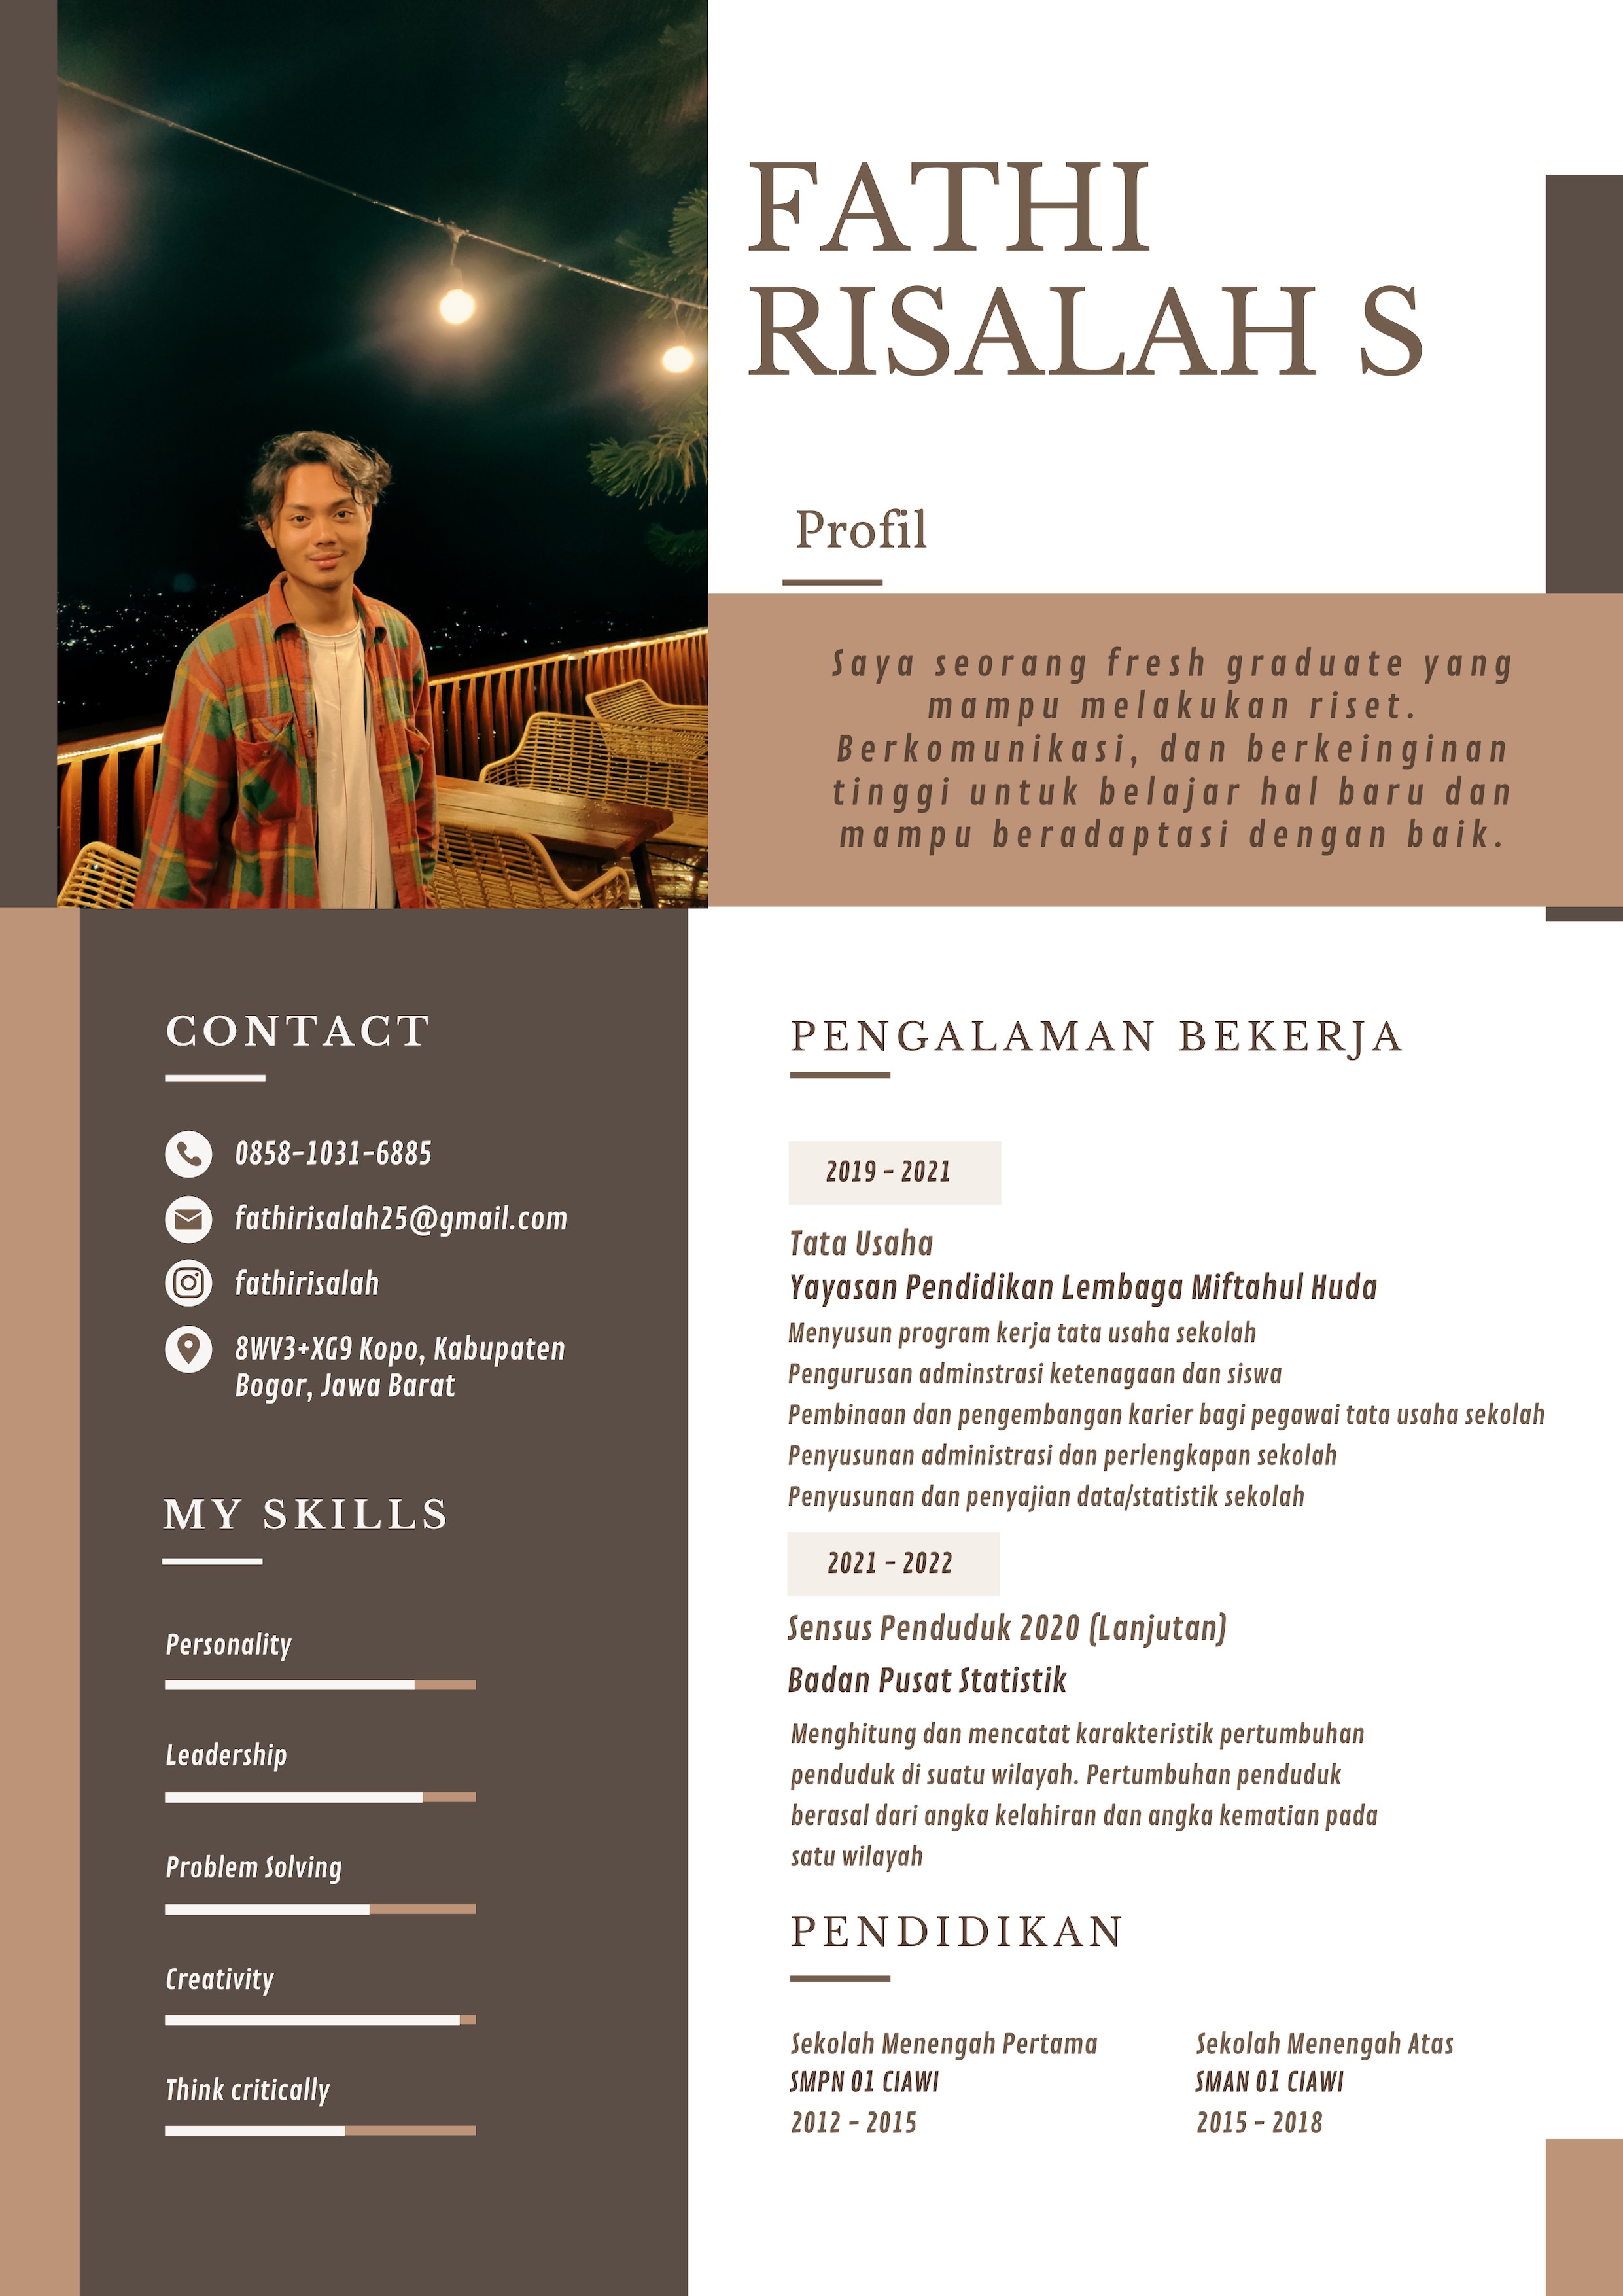 FATHI
RISALAH S
Profil
Saya seorang fresh graduate yang
mampu melakukan riset.
Berkomunikasi, dan berkeinginan
tinggi untuk belajar hal baru dan
mampu beradaptasi dengan baik.
CONTACT
0858-1031-6885
fathirisalah25@gmail.com
fathirisalah
8WV3+XG9 Kopo, Kabupaten
Bogor, Jawa Barat
MY SKILLS
Personality
Leadership
Problem Solving
Creativity
Think critically
PENGALAMAN BEKERJA
2019 - 2021
Tata Usaha
Yayasan Pendidikan Lembaga Miftahul Huda
Menyusun program kerja tata usaha sekolah
Pengurusan adminstrasi ketenagaan dan siswa
Pembinaan dan pengembangan karier bagi pegawai tata usaha sekolah
Penyusunan administrasi dan perlengkapan sekolah
Penyusunan dan penyajian data/statistik sekolah
2021 - 2022
Sensus Penduduk 2020 (Lanjutan)
Badan Pusat Statistik
Menghitung dan mencatat karakteristik pertumbuhan
penduduk di suatu wilayah. Pertumbuhan penduduk
berasal dari angka kelahiran dan angka kematian pada
satu wilayah
PENDIDIKAN
Sekolah Menengah Pertama
SMPN 01 CIAWI
2012 - 2015
Sekolah Menengah Atas
SMAN 01 CIAWI
2015 - 2018